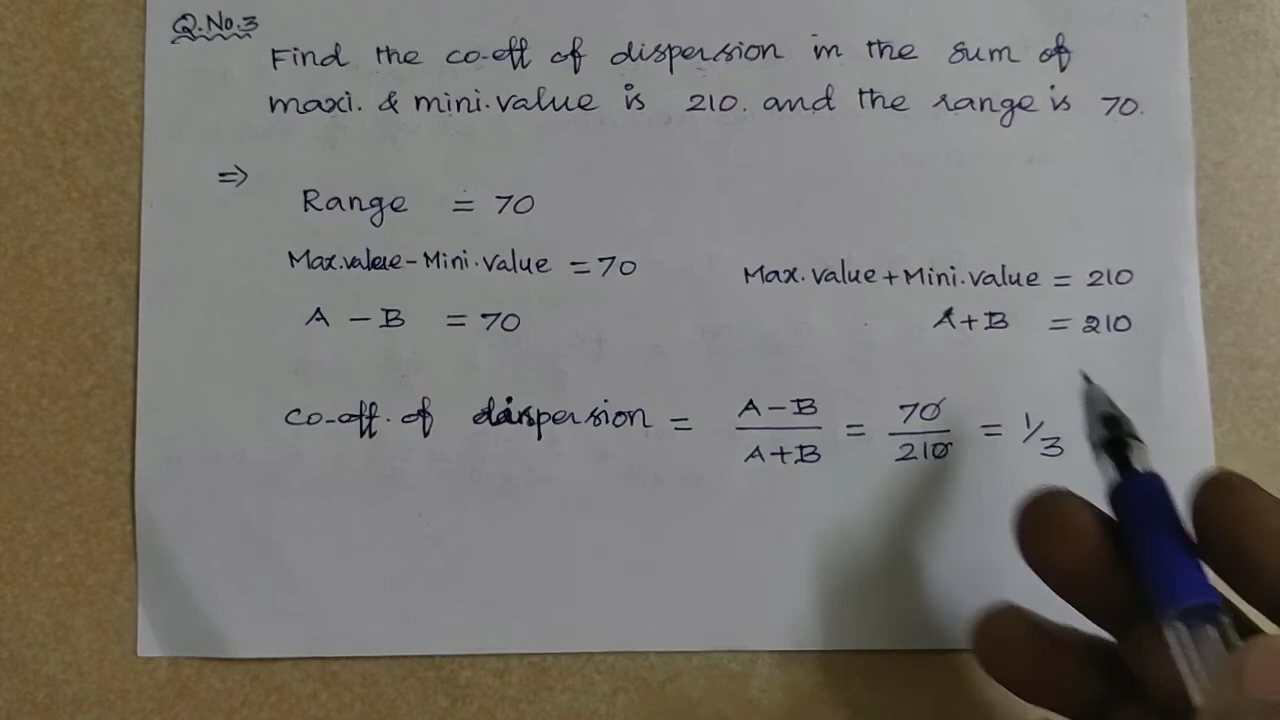 Q.No.3
Find the co-eff of dispersion in the sum of
maxi. & mini.value is 210. and the range is 70.
⇒
Range = 70
Max.value - Mini.value = 70
Max.value + Mini.value = 210
A - B = 70
A+B = 210
co-eff. of dispersion = A-B / A+B = 70 / 210 = 1/3